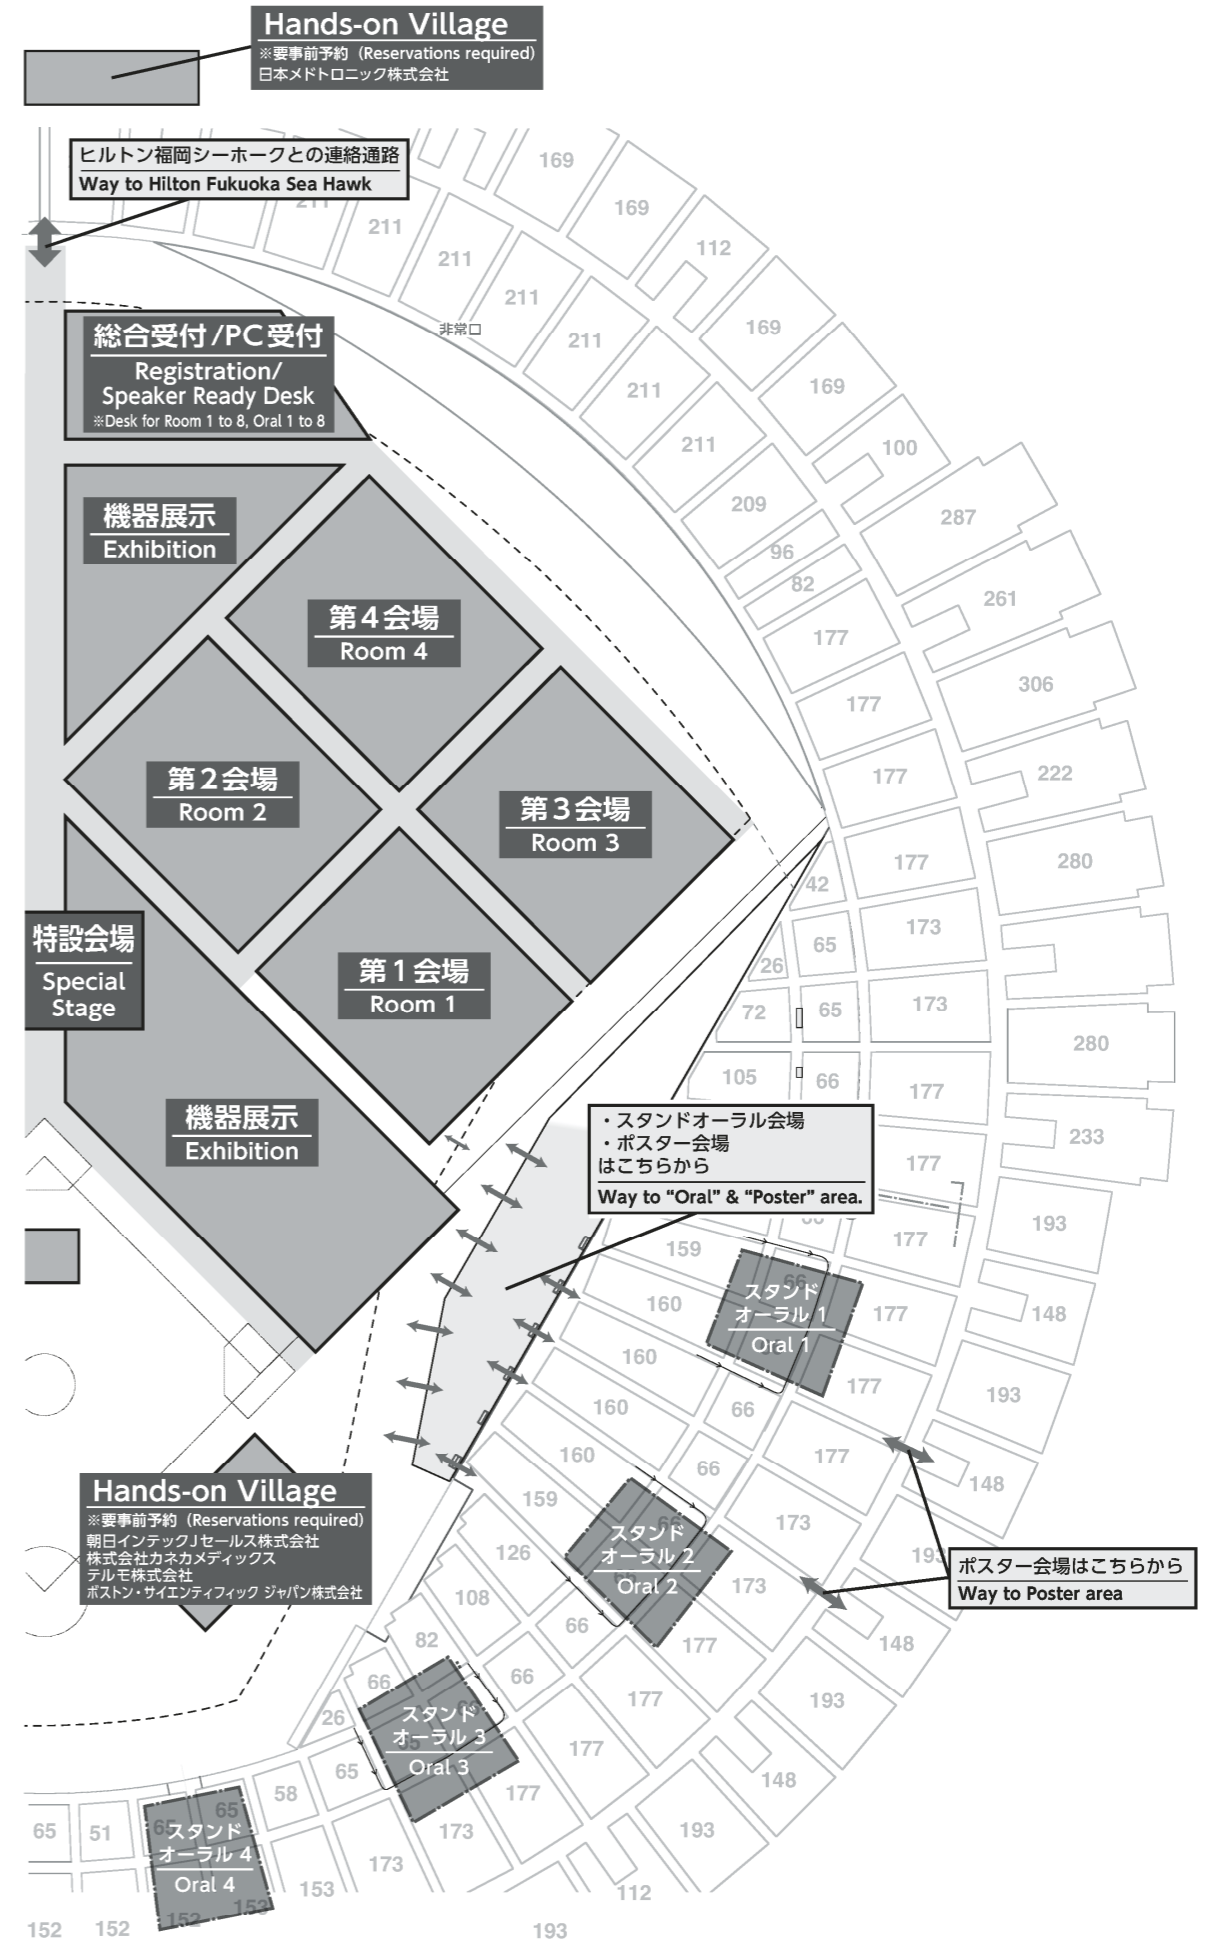 Hands-on Village
※要事前予約（Reservations required）
日本メドトロニック株式会社
ヒルトン福岡シーホークとの連絡通路
Way to Hilton Fukuoka Sea Hawk
169
211
211
169
211
112
211
非常口
169
211
総合受付/PC受付
Registration/
Speaker Ready Desk
※Desk for Room 1 to 8, Oral 1 to 8
211
169
211
100
機器展示
Exhibition
209
287
96
82
261
第4会場
Room 4
177
306
177
第2会場
Room 2
177
222
第3会場
Room 3
177
280
42
173
特設会場
Special
Stage
65
26
第1会場
Room 1
72
65
173
280
105
66
177
機器展示
Exhibition
・スタンドオーラル会場
・ポスター会場
はこちらから
Way to “Oral” & “Poster” area.
233
177
66
193
177
159
66
スタンド
オーラル 1
Oral 1
160
177
148
160
177
193
160
66
177
160
66
148
Hands-on Village
※要事前予約（Reservations required）
朝日インテックJセールス株式会社
株式会社カネカメディックス
テルモ株式会社
ボストン・サイエンティフィック ジャパン株式会社
159
173
66
スタンド
オーラル 2
Oral 2
65
126
193
ポスター会場はこちらから
Way to Poster area
173
108
66
82
177
148
66
66
177
193
26
スタンド
オーラル 3
Oral 3
65
177
65
58
177
148
65
51
65
65
スタンド
オーラル 4
Oral 4
173
193
173
153
112
152
152
152
153
193